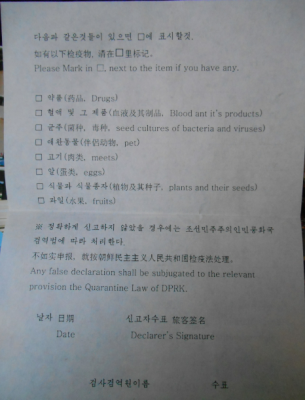 다음과 같은것들이 있으면 □에 표시할것.
如有以下检疫物，请在□里标记。
Please Mark in □, next to the item if you have any.
□ 약품(药品, Drugs)
□ 혈액 및 그 제품(血液及其制品, Blood ant it's products)
□ 균주(菌种, 毒种, seed cultures of bacteria and viruses)
□ 애완동물(伴侣动物, pet)
□ 고기(肉类, meets)
□ 알(蛋类, eggs)
□ 식물과 식물종자(植物及其种子, plants and their seeds)
□ 과일(水果, fruits)
※ 정확하게 신고하지 않았을 경우에는 조선민주주의인민공화국
검역법에 따라 처리한다.
不如实申报，就按朝鲜民主主义人民共和国检疫法处理。
Any false declaration shall be subjugated to the relevant
provision the Quarantine Law of DPRK.
날자 日期 신고자수표 旅客签名
Date Declarer's Signature
검사검역원이름 수표